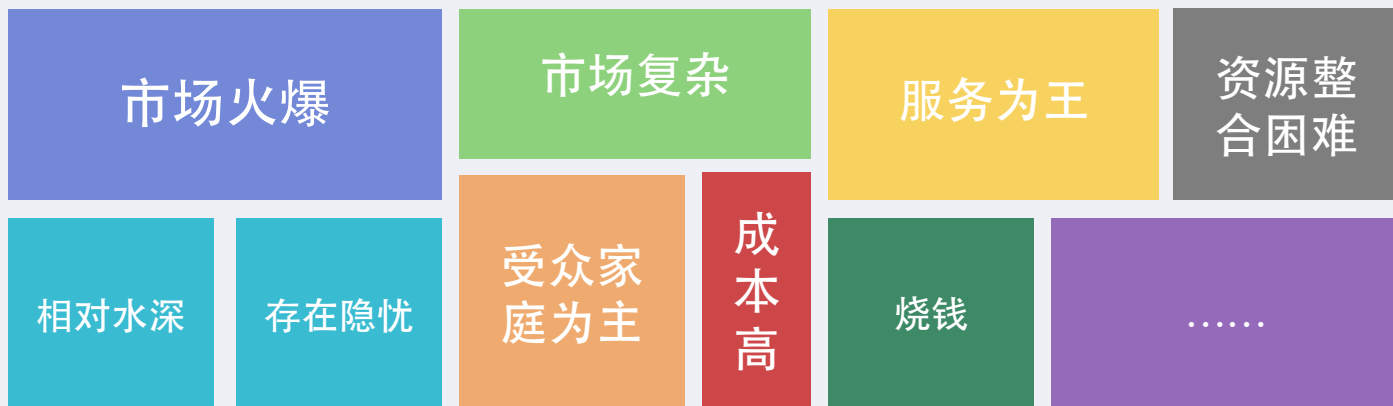 市场火爆
市场复杂
服务为王
资源整
合困难
相对水深
存在隐忧
受众家
庭为主
成
本
高
烧钱
……